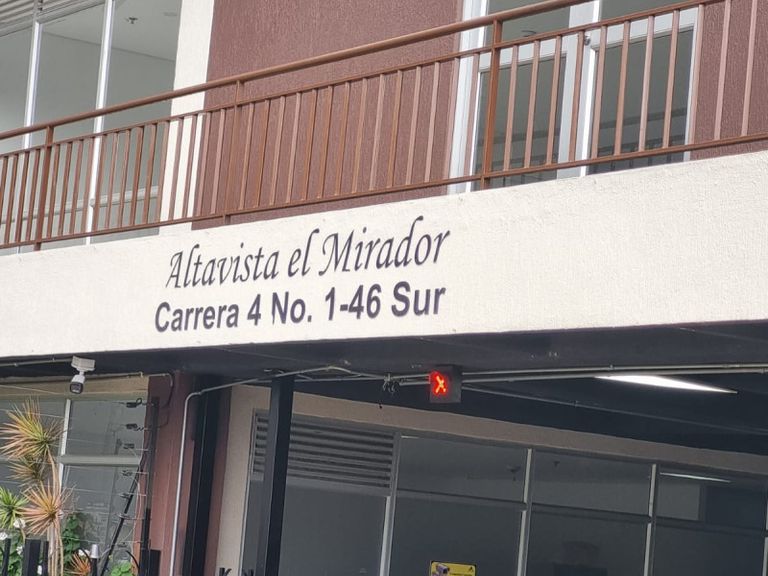 Altavista el Mirador
Carrera 4 No. 1-46 Sur
X